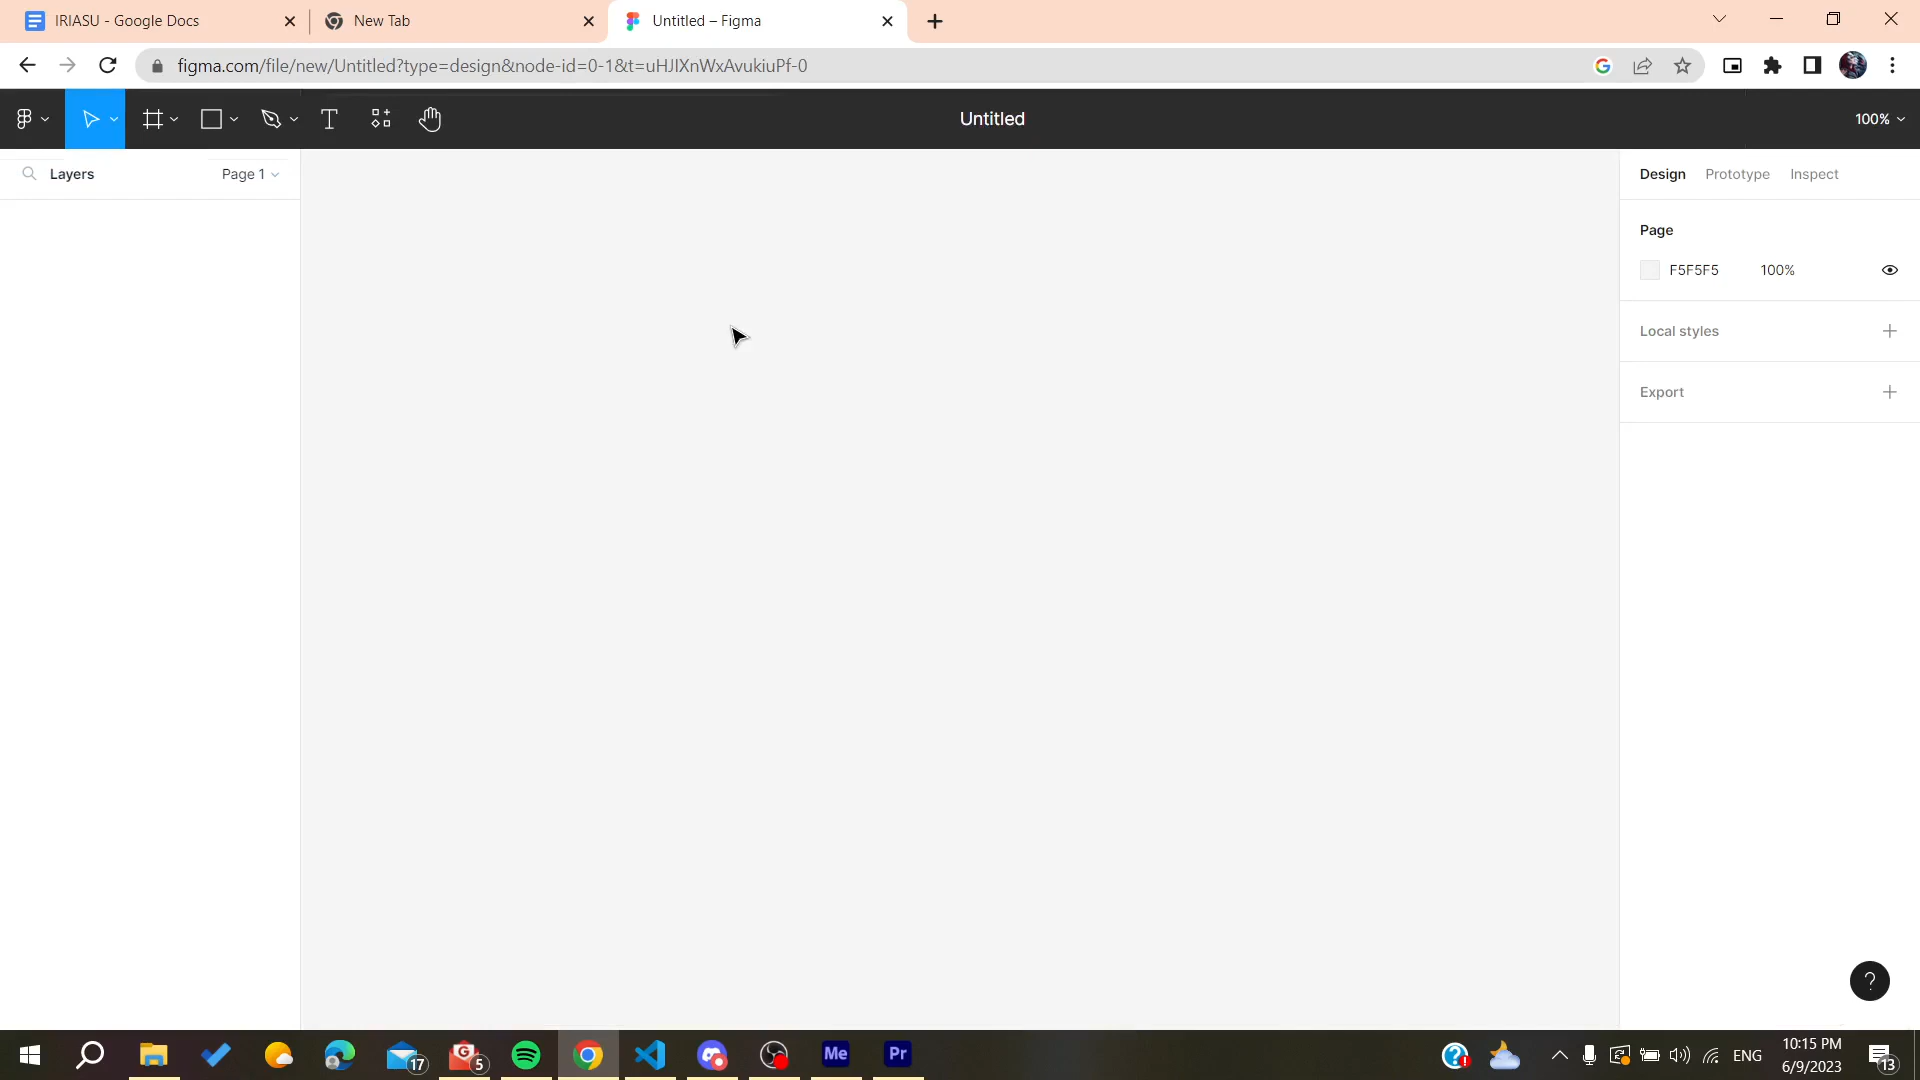 IRIASU - Google Docs
New Tab
Untitled – Figma
figma.com/file/new/Untitled?type=design&node-id=0-1&t=uHJlXnWxAvukiuPf-0
Untitled
100%
Layers
Page 1
Design
Prototype
Inspect
Page
F5F5F5
100%
Local styles
Export
?
17
G
5
Me
Pr
ENG
10:15 PM
6/9/2023
13